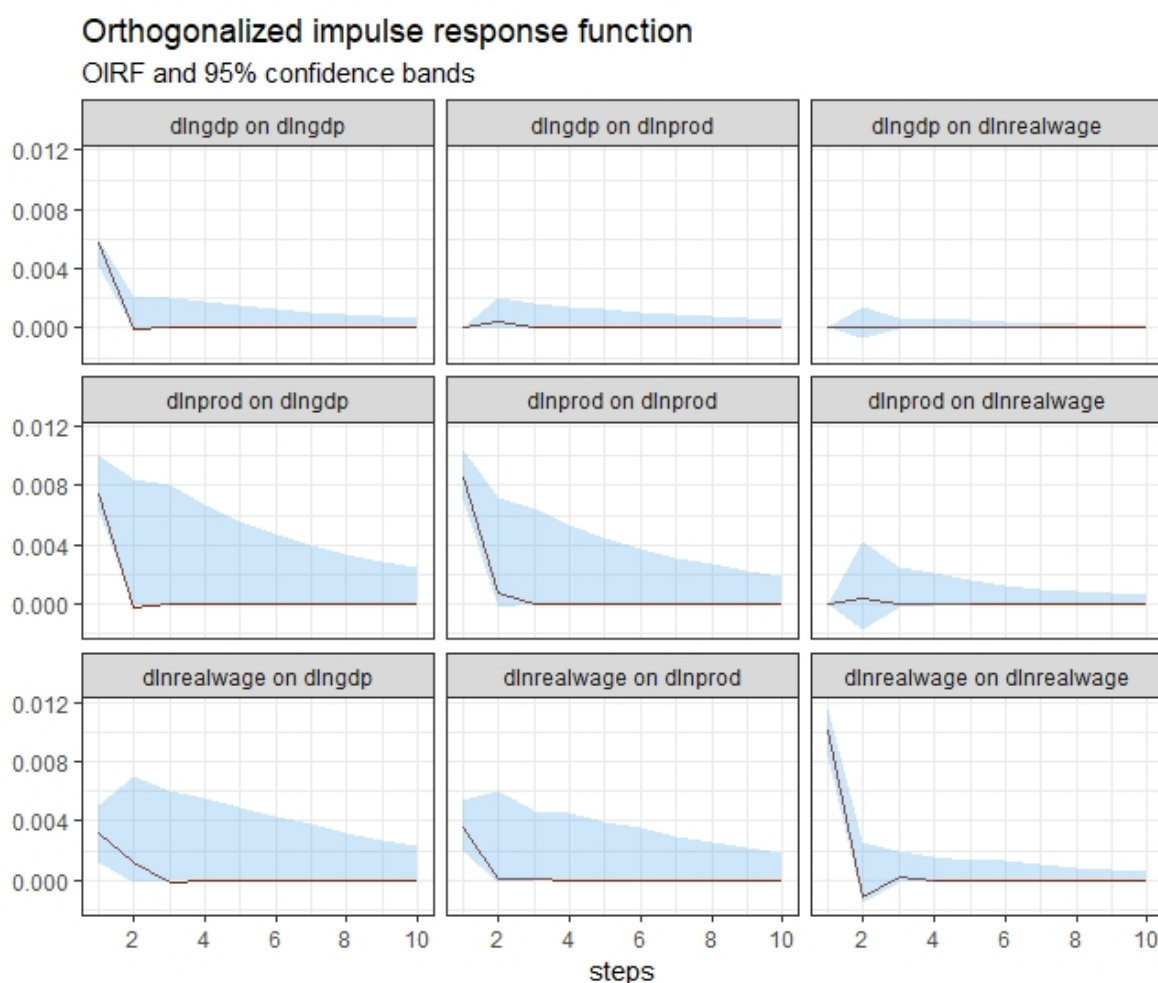 Orthogonalized impulse response function
OIRF and 95% confidence bands
dlngdp on dlngdp
dlngdp on dlnprod
dlngdp on dlnrealwage
0.012
0.008
0.004
0.000
dlnprod on dlngdp
dlnprod on dlnprod
dlnprod on dlnrealwage
0.012
0.008
0.004
0.000
dlnrealwage on dlngdp
dlnrealwage on dlnprod
dlnrealwage on dlnrealwage
0.012
0.008
0.004
0.000
2 4 6 8 10 2 4 6 8 10 2 4 6 8 10
steps